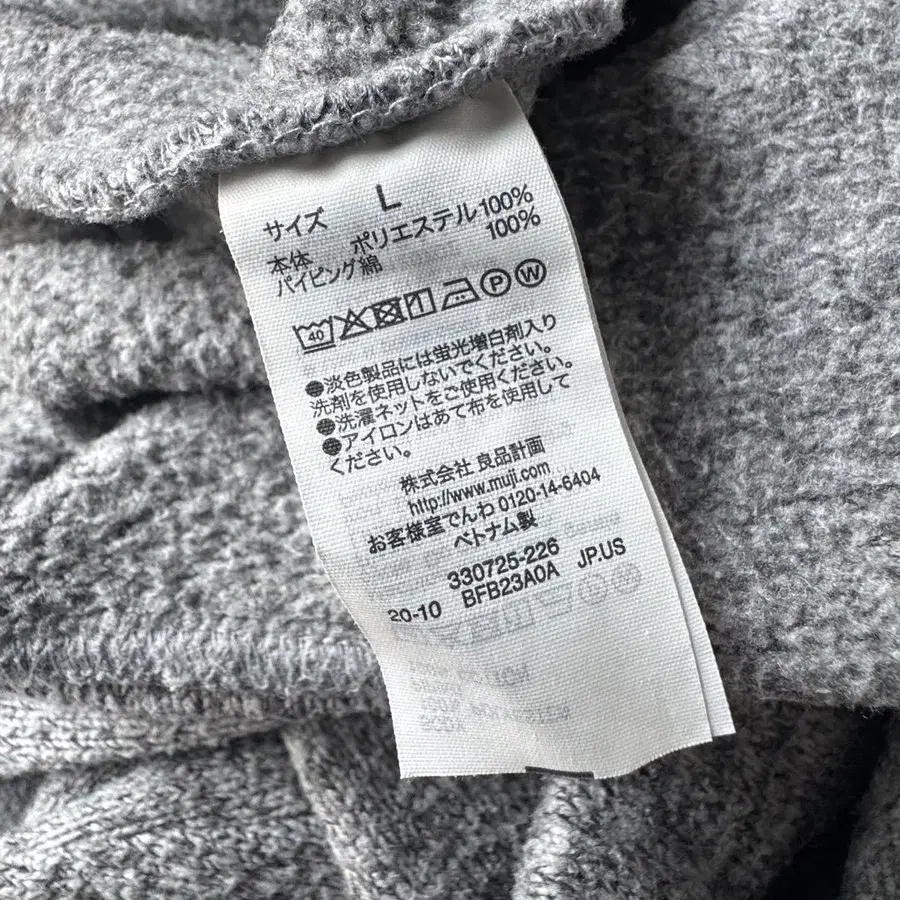 サイズ L
本体 ポリエステル100%
パイピング綿 100%
40 P W
●淡色製品には蛍光増白剤入り
洗剤を使用しないでください。
●洗濯ネットをご使用ください。
●アイロンはあて布を使用して
ください。
株式会社 良品計画
http://www.muji.com
お客様室でんわ 0120-14-6404
ベトナム製
330725-226
20-10 BFB23A0A JP.US